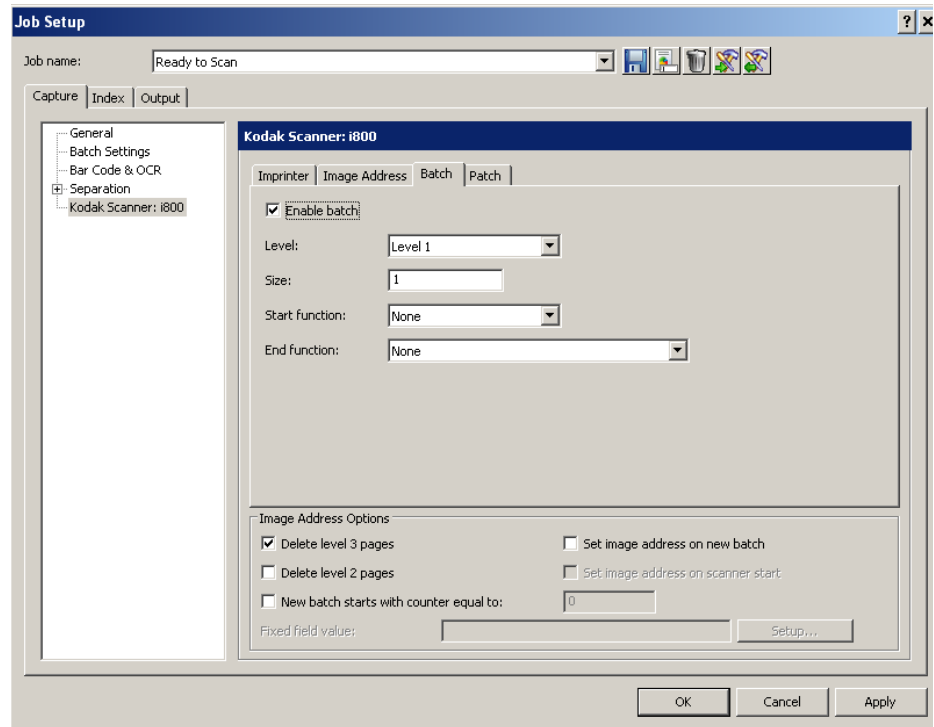 Job Setup
Job name: Ready to Scan
Capture Index Output
General
Batch Settings
Bar Code & OCR
Separation
Kodak Scanner: i800
Kodak Scanner: i800
Imprinter Image Address Batch Patch
Enable batch
Level: Level 1
Size: 1
Start function: None
End function: None
Image Address Options
Delete level 3 pages Set image address on new batch
Delete level 2 pages Set image address on scanner start
New batch starts with counter equal to: 0
Fixed field value: Setup...
OK Cancel Apply